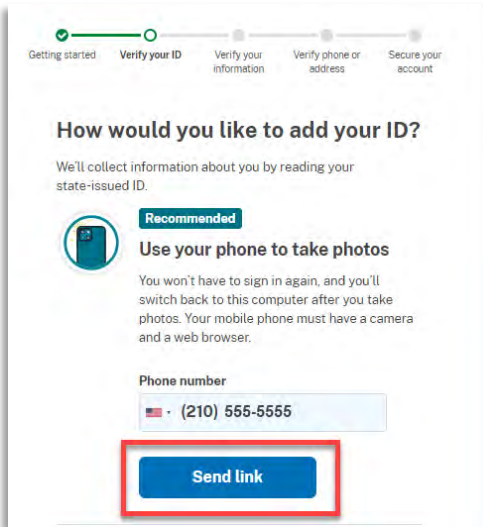 Getting started
Verify your ID
Verify your
information
Verify phone or
address
Secure your
account
How would you like to add your ID?
We'll collect information about you by reading your
state-issued ID.
Recommended
Use your phone to take photos
You won't have to sign in again, and you'll
switch back to this computer after you take
photos. Your mobile phone must have a camera
and a web browser.
Phone number
(210) 555-5555
Send link